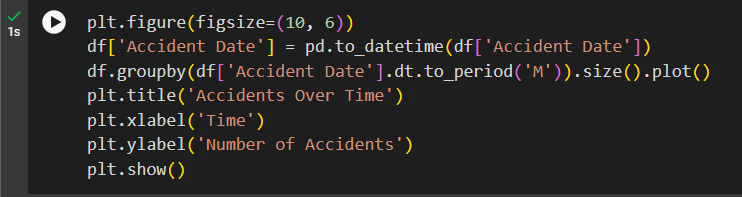 1s
plt.figure(figsize=(10, 6))
df['Accident Date'] = pd.to_datetime(df['Accident Date'])
df.groupby(df['Accident Date'].dt.to_period('M')).size().plot()
plt.title('Accidents Over Time')
plt.xlabel('Time')
plt.ylabel('Number of Accidents')
plt.show()